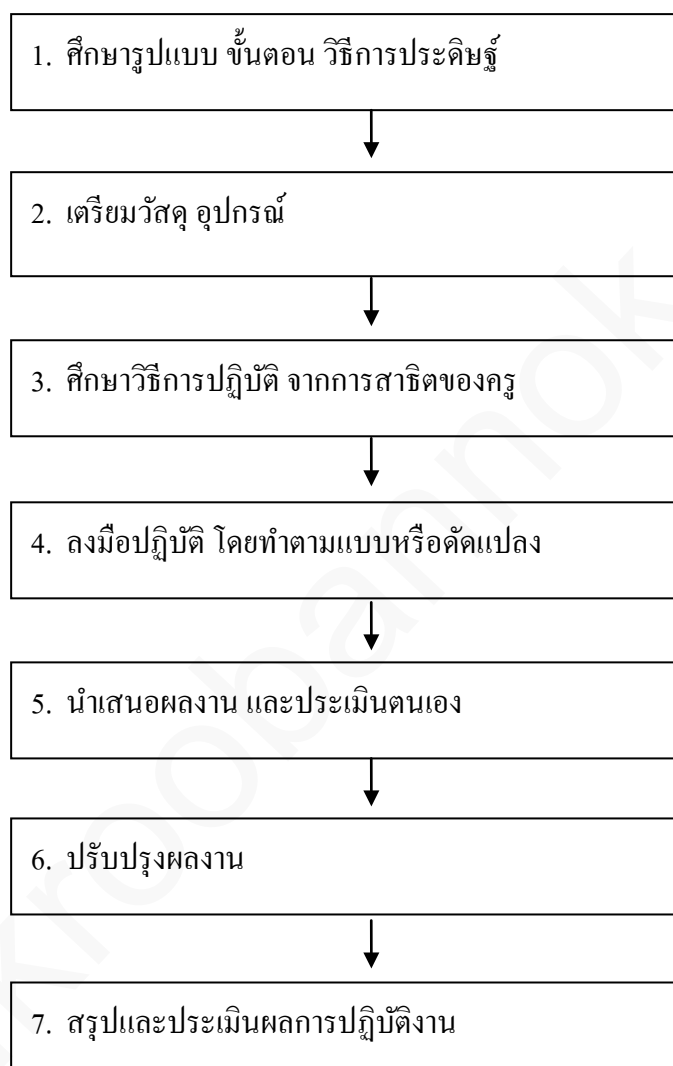 1. ศึกษารูปแบบ ขั้นตอน วิธีการประดิษฐ์
2. เตรียมวัสดุ อุปกรณ์
3. ศึกษาวิธีการปฏิบัติ จากการสาธิตของครู
4. ลงมือปฏิบัติ โดยทำตามแบบหรือดัดแปลง
5. นำเสนอผลงาน และประเมินตนเอง
6. ปรับปรุงผลงาน
7. สรุปและประเมินผลการปฏิบัติงาน
kroobannok